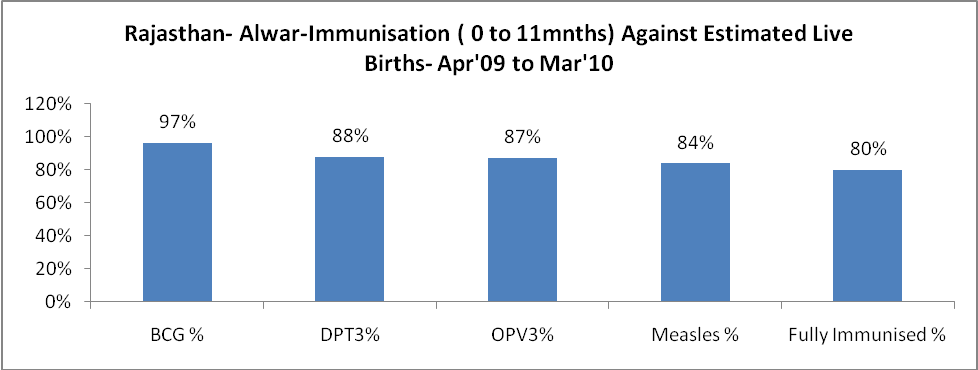 Rajasthan- Alwar-Immunisation ( 0 to 11mnths) Against Estimated Live
Births- Apr'09 to Mar'10
120%
100%
80%
60%
40%
20%
0%
97%
88%
87%
84%
80%
BCG %
DPT3%
OPV3%
Measles %
Fully Immunised %